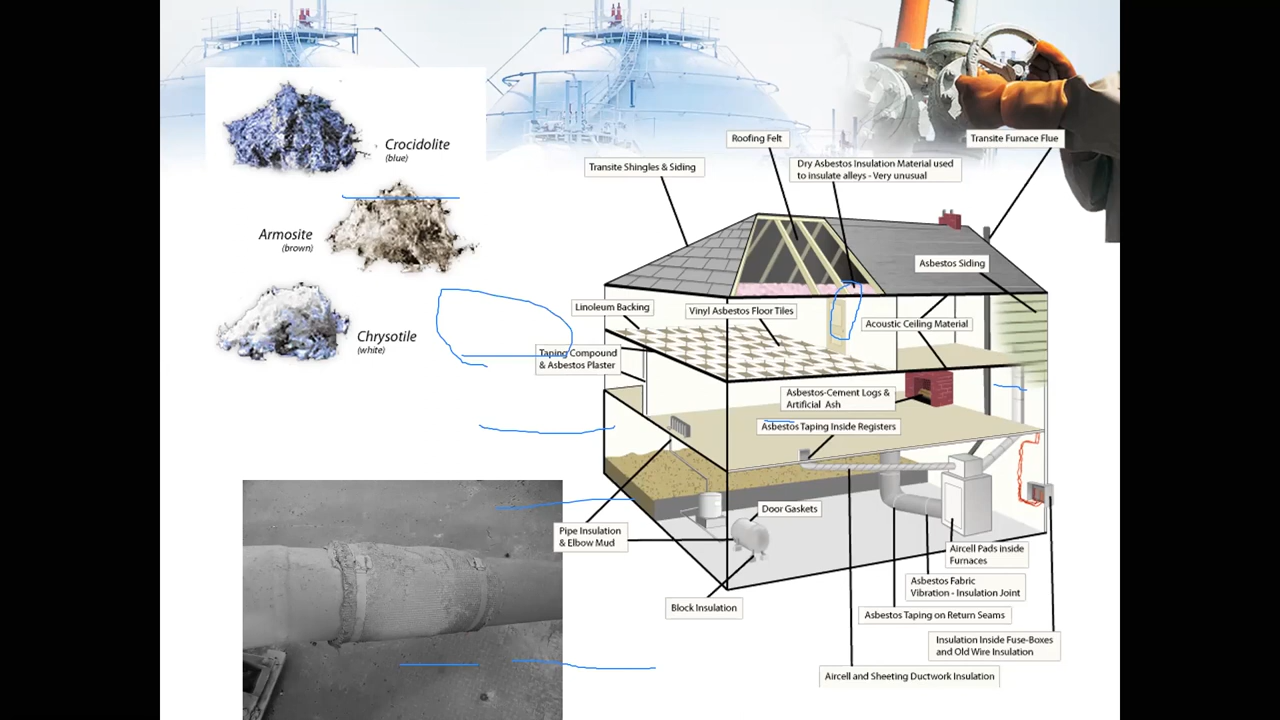 Crocidolite
(blue)
Armosite
(brown)
Chrysotile
(white)
Roofing Felt
Transite Furnace Flue
Transite Shingles & Siding
Dry Asbestos Insulation Material used
to insulate alleys - Very unusual
Asbestos Siding
Linoleum Backing
Vinyl Asbestos Floor Tiles
Acoustic Ceiling Material
Taping Compound
& Asbestos Plaster
Asbestos-Cement Logs &
Artificial Ash
Asbestos Taping Inside Registers
Door Gaskets
Pipe Insulation
& Elbow Mud
Aircell Pads inside
Furnaces
Asbestos Fabric
Vibration - Insulation Joint
Block Insulation
Asbestos Taping on Return Seams
Insulation Inside Fuse-Boxes
and Old Wire Insulation
Aircell and Sheeting Ductwork Insulation